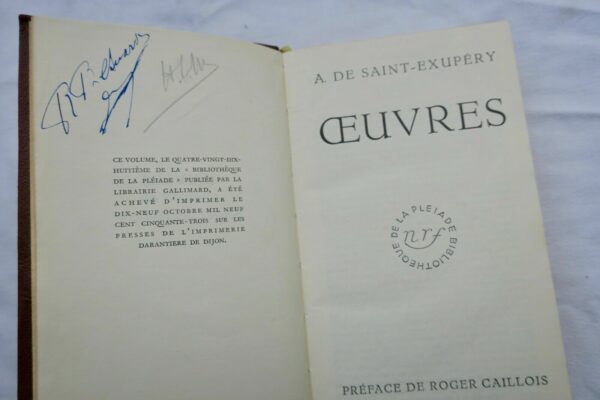 CE VOLUME, LE QUATRE-VINGT-DIX-
HUITIÈME DE LA « BIBLIOTHÈQUE
DE LA PLÉIADE » PUBLIÉE PAR LA
LIBRAIRIE GALLIMARD, A ÉTÉ
ACHEVÉ D'IMPRIMER LE
DIX-NEUF OCTOBRE MIL NEUF
CENT CINQUANTE-TROIS SUR LES
PRESSES DE L'IMPRIMERIE
DARANTIERE DE DIJON.
A. DE SAINT-EXUPÉRY
ŒUVRES
BIBLIOTHÈQUE DE LA PLÉIADE
nrf
PRÉFACE DE ROGER CAILLOIS